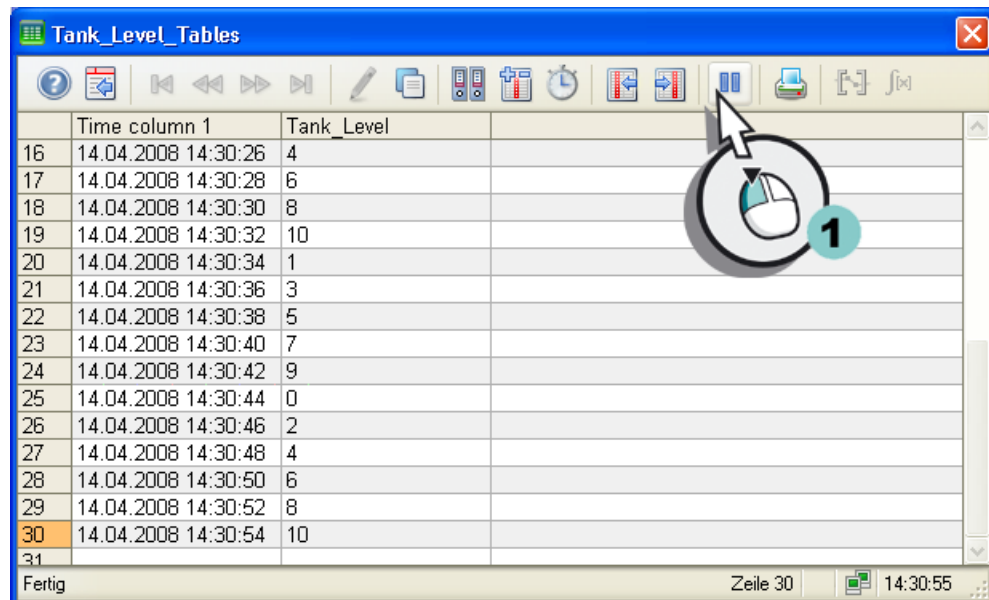 Tank_Level_Tables
Time column 1 Tank_Level
16 14.04.2008 14:30:26 4
17 14.04.2008 14:30:28 6
18 14.04.2008 14:30:30 8
19 14.04.2008 14:30:32 10
20 14.04.2008 14:30:34 1
21 14.04.2008 14:30:36 3
22 14.04.2008 14:30:38 5
23 14.04.2008 14:30:40 7
24 14.04.2008 14:30:42 9
25 14.04.2008 14:30:44 0
26 14.04.2008 14:30:46 2
27 14.04.2008 14:30:48 4
28 14.04.2008 14:30:50 6
29 14.04.2008 14:30:52 8
30 14.04.2008 14:30:54 10
31
1
Fertig Zeile 30 14:30:55